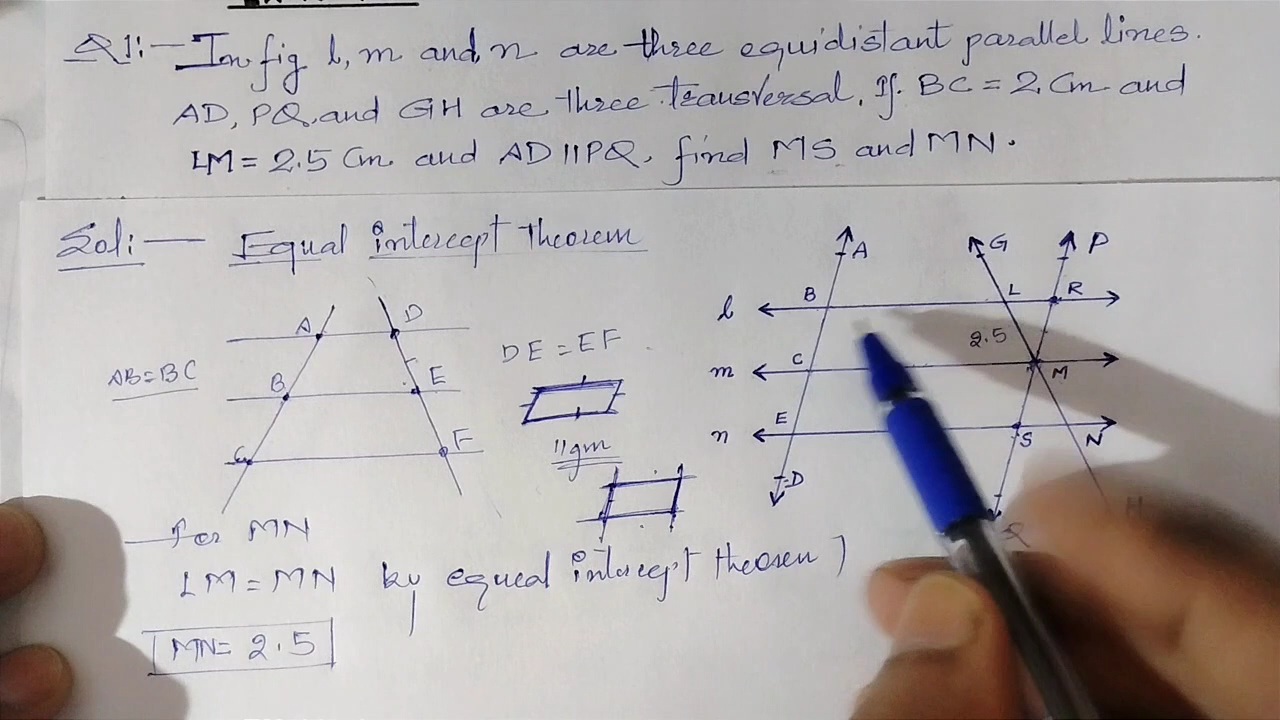 Q1:- In fig l, m and n are three equidistant parallel lines.
AD, PQ, and GH are three transversal. If BC = 2 Cm and
LM = 2.5 Cm and AD || PQ, find MS and MN.
Sol:- Equal intercept Theorem
A D
AB=BC
B E
C F
DE = EF
||gm
A G P
l B L R
2.5
m C M
n E S N
D Q H
for MN
LM = MN by equal intercept theorem }
MN = 2.5